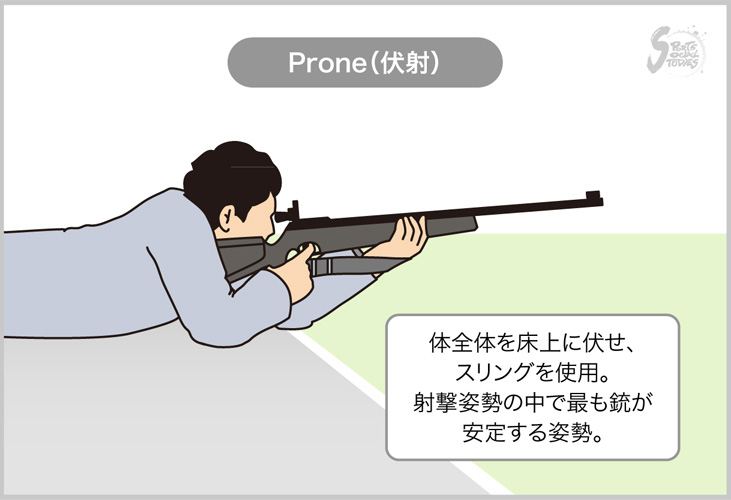 Prone(伏射)
SPORTS
SOCIAL
STUDIES
体全体を床上に伏せ、
スリングを使用。
射撃姿勢の中で最も銃が
安定する姿勢。